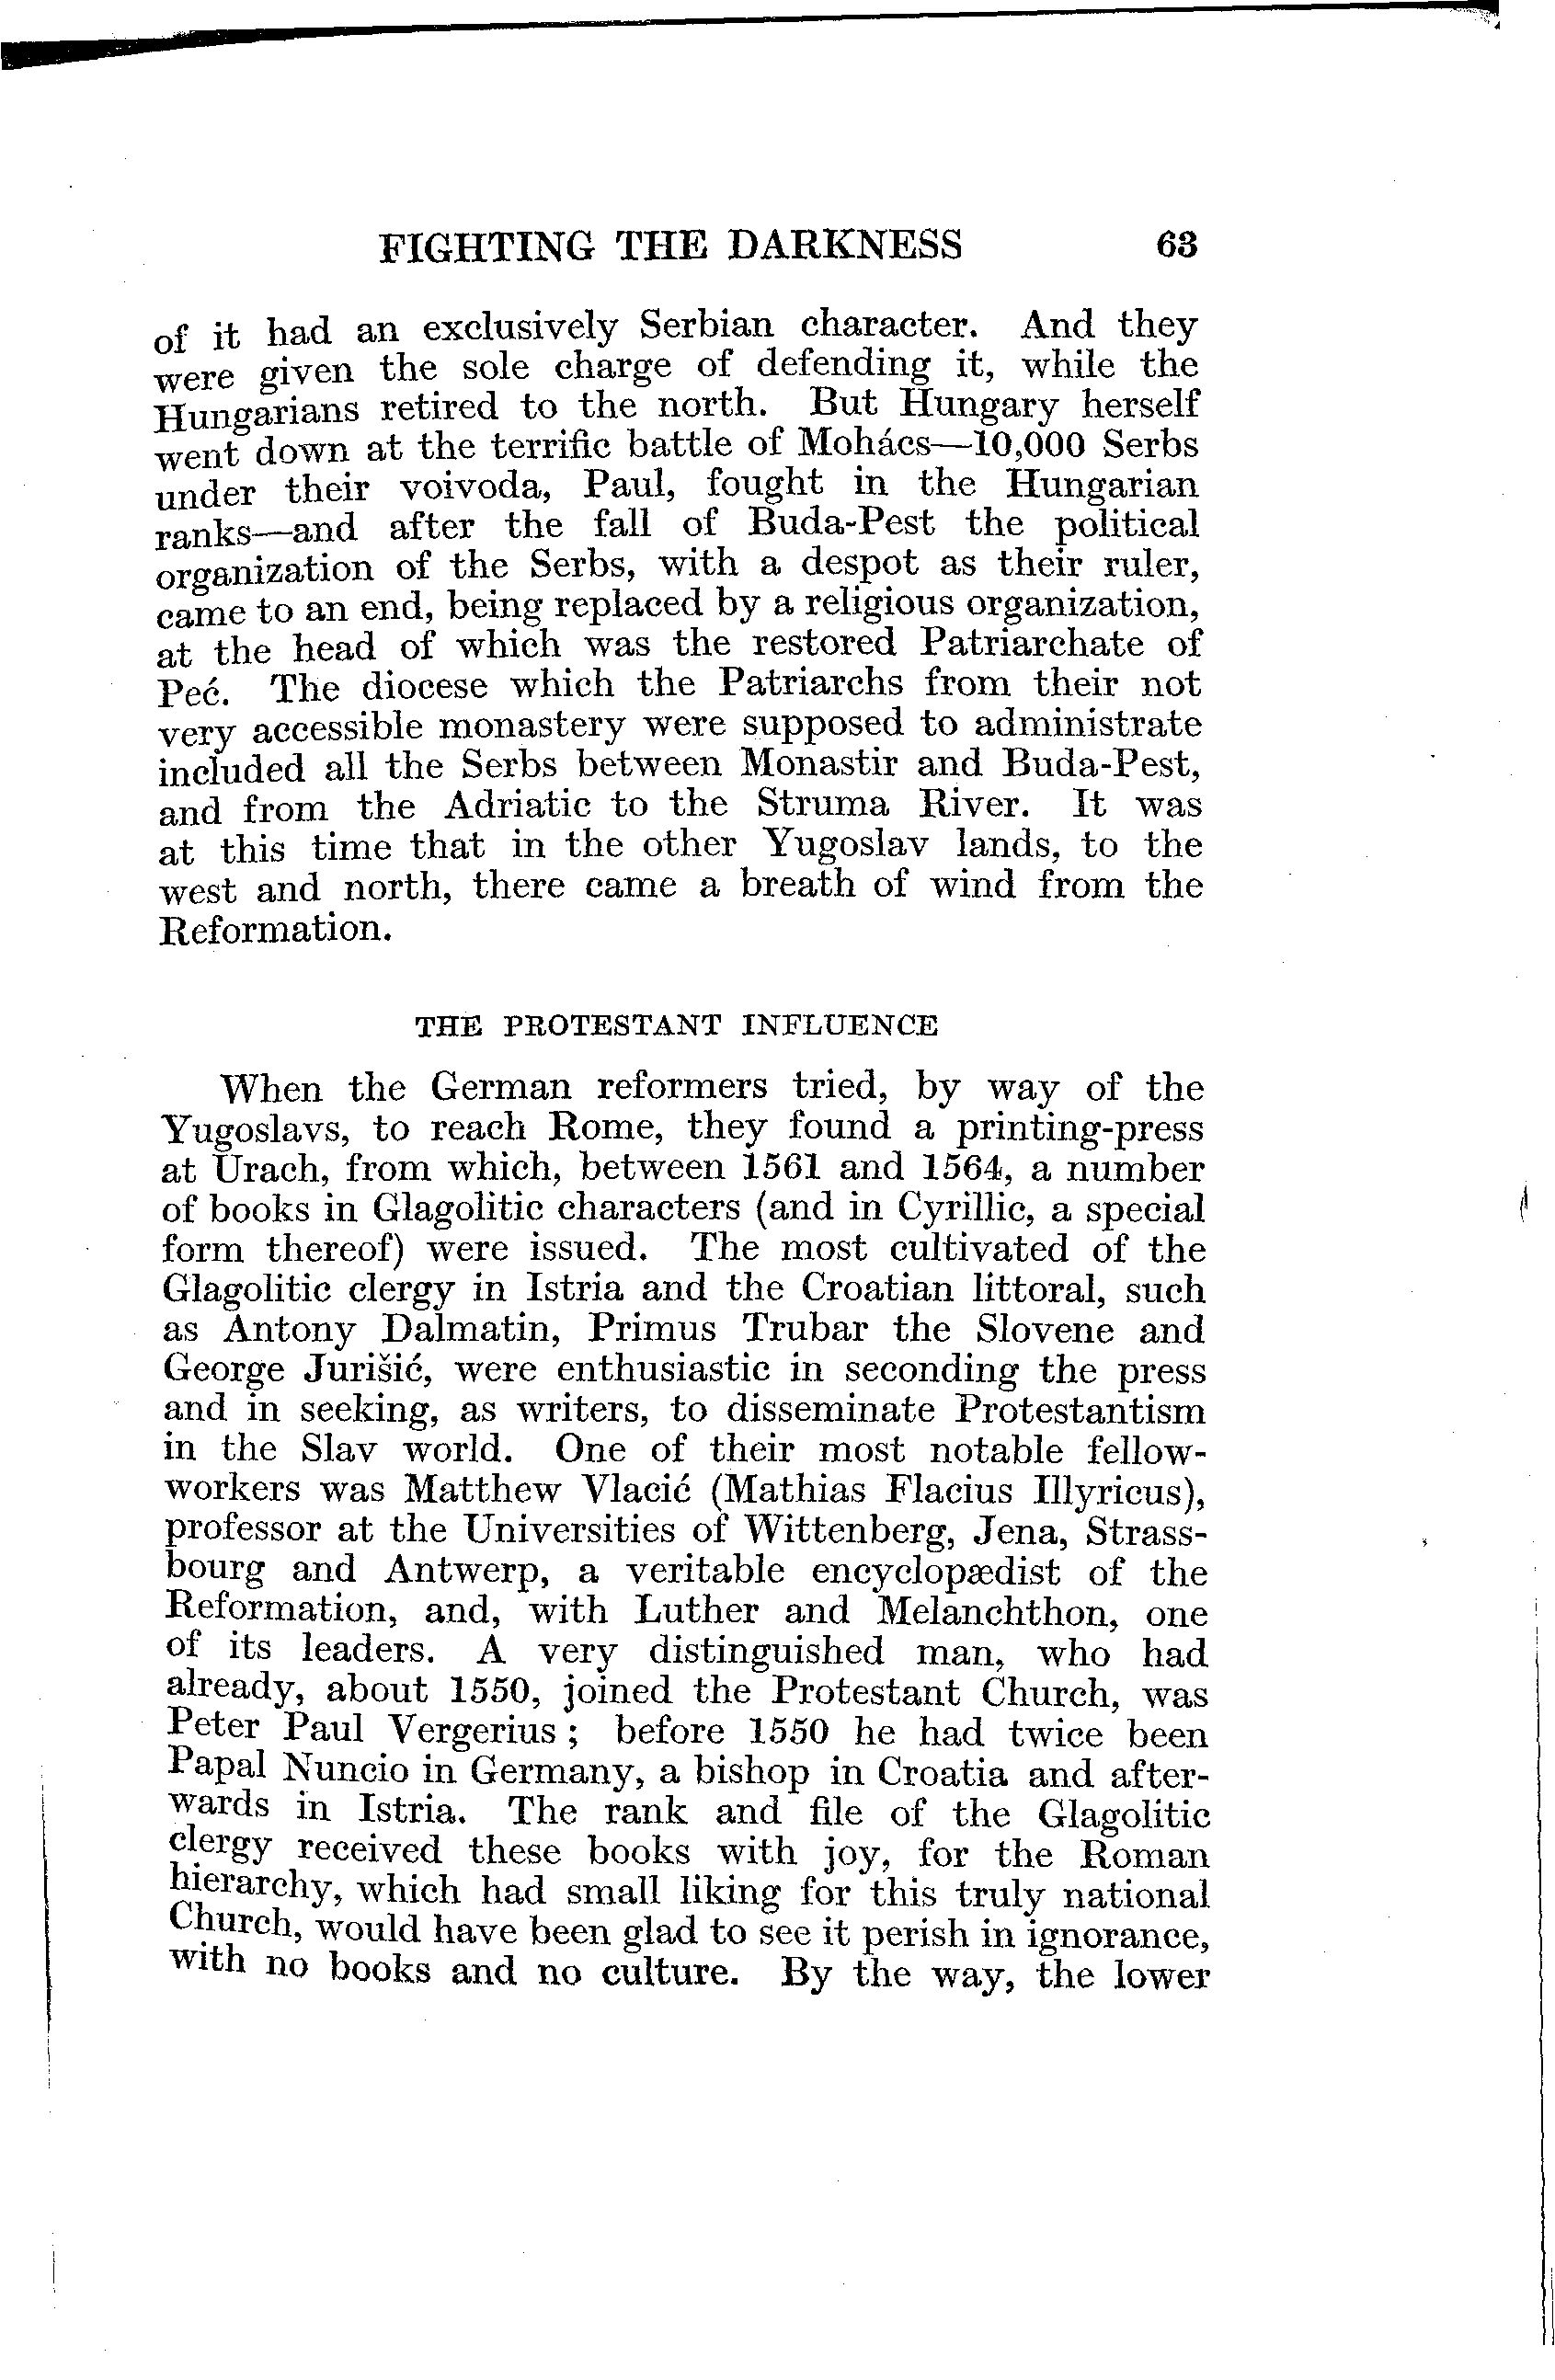 FIGHTING THE DARKNESS 63
of it had an exclusively Serbian character. And they
were given the sole charge of defending it, while the
Hungarians retired to the north. But Hungary herself
went down at the terrific battle of Mohács—10,000 Serbs
under their voivoda, Paul, fought in the Hungarian
ranks—and after the fall of Buda-Pest the political
organization of the Serbs, with a despot as their ruler,
came to an end, being replaced by a religious organization,
at the head of which was the restored Patriarchate of
Peć. The diocese which the Patriarchs from their not
very accessible monastery were supposed to administrate
included all the Serbs between Monastir and Buda-Pest,
and from the Adriatic to the Struma River. It was
at this time that in the other Yugoslav lands, to the
west and north, there came a breath of wind from the
Reformation.
THE PROTESTANT INFLUENCE
When the German reformers tried, by way of the
Yugoslavs, to reach Rome, they found a printing-press
at Urach, from which, between 1561 and 1564, a number
of books in Glagolitic characters (and in Cyrillic, a special
form thereof) were issued. The most cultivated of the
Glagolitic clergy in Istria and the Croatian littoral, such
as Antony Dalmatin, Primus Trubar the Slovene and
George Jurišić, were enthusiastic in seconding the press
and in seeking, as writers, to disseminate Protestantism
in the Slav world. One of their most notable fellow-
workers was Matthew Vlacić (Mathias Flacius Illyricus),
professor at the Universities of Wittenberg, Jena, Strass-
bourg and Antwerp, a veritable encyclopædist of the
Reformation, and, with Luther and Melanchthon, one
of its leaders. A very distinguished man, who had
already, about 1550, joined the Protestant Church, was
Peter Paul Vergerius ; before 1550 he had twice been
Papal Nuncio in Germany, a bishop in Croatia and after-
wards in Istria. The rank and file of the Glagolitic
clergy received these books with joy, for the Roman
hierarchy, which had small liking for this truly national
Church, would have been glad to see it perish in ignorance,
with no books and no culture. By the way, the lower